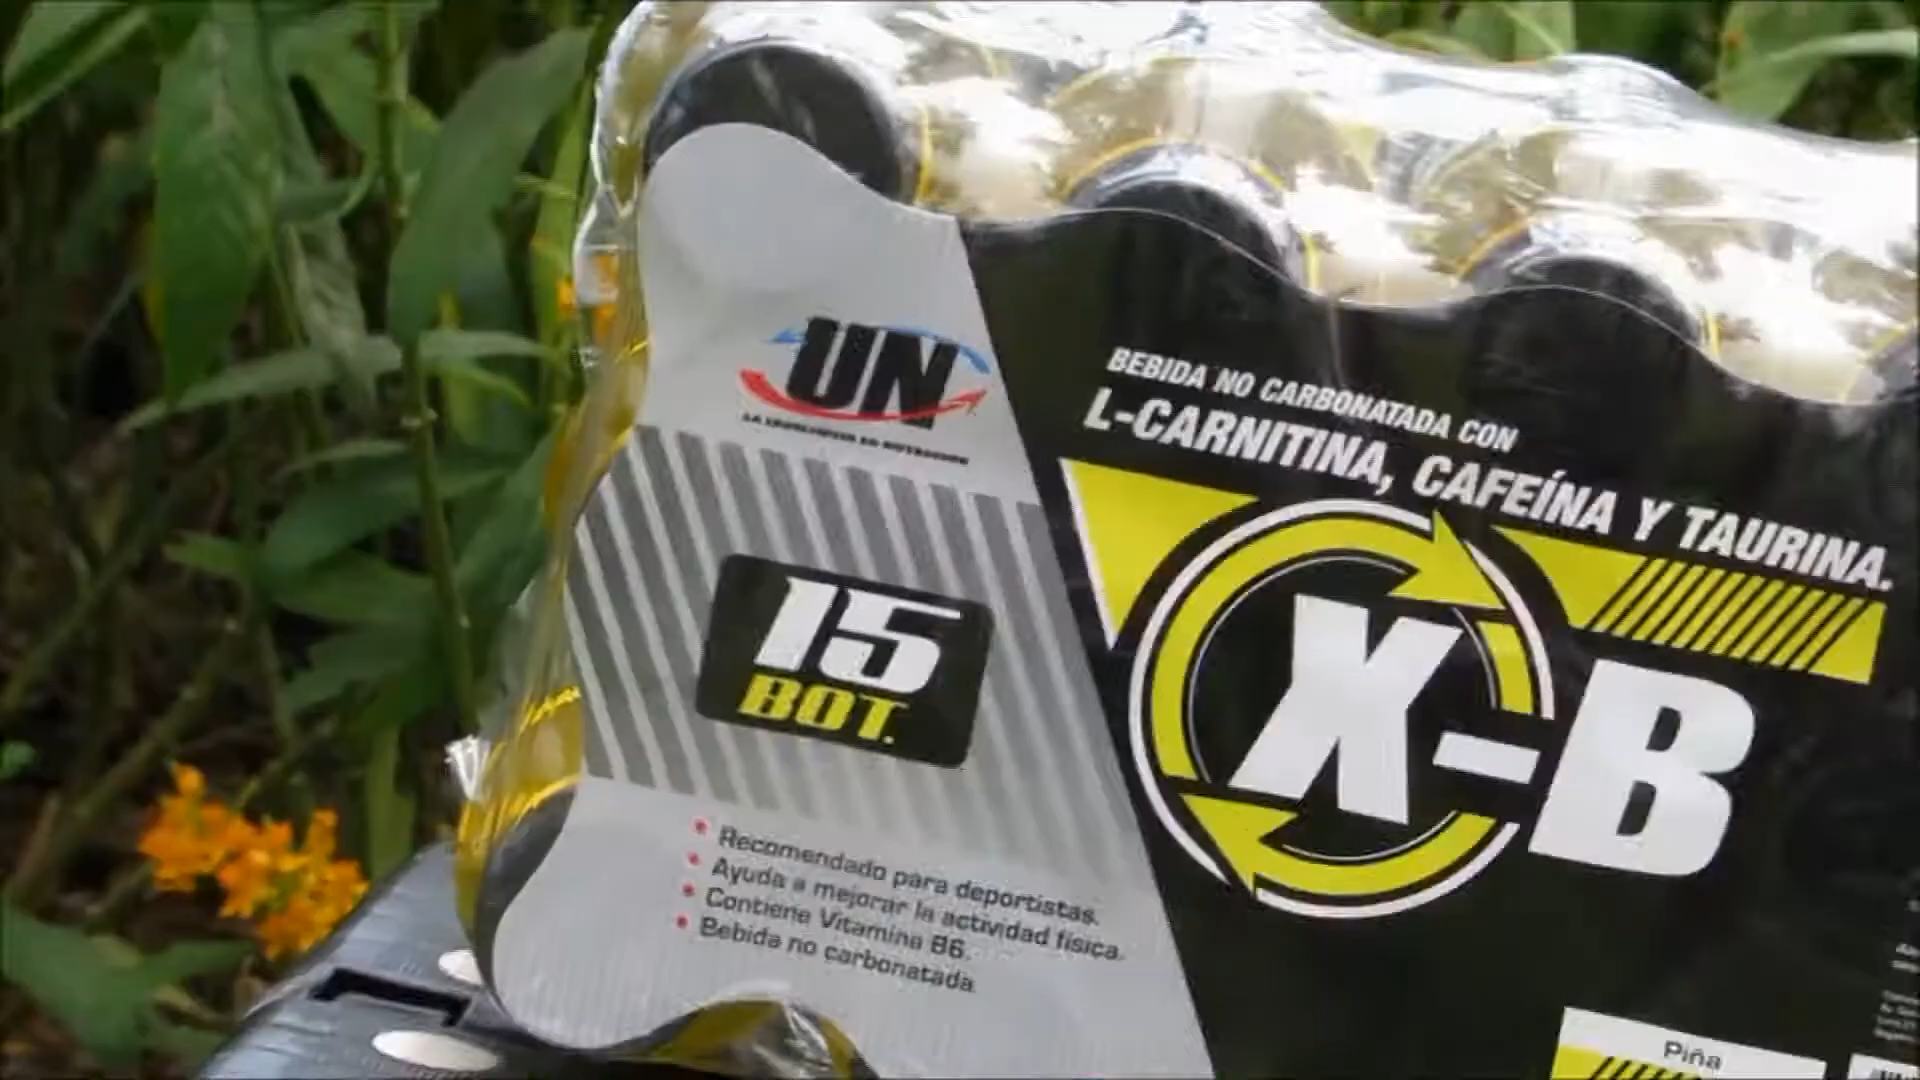 UN
LA
15
BOT.
Recomendado para deportistas.
Ayuda a mejorar la actividad física.
Contiene Vitamina B6.
Bebida no carbonatada
BEBIDA NO CARBONATADA CON
L-CARNITINA, CAFEÍNA Y TAURINA.
X-B
Piña